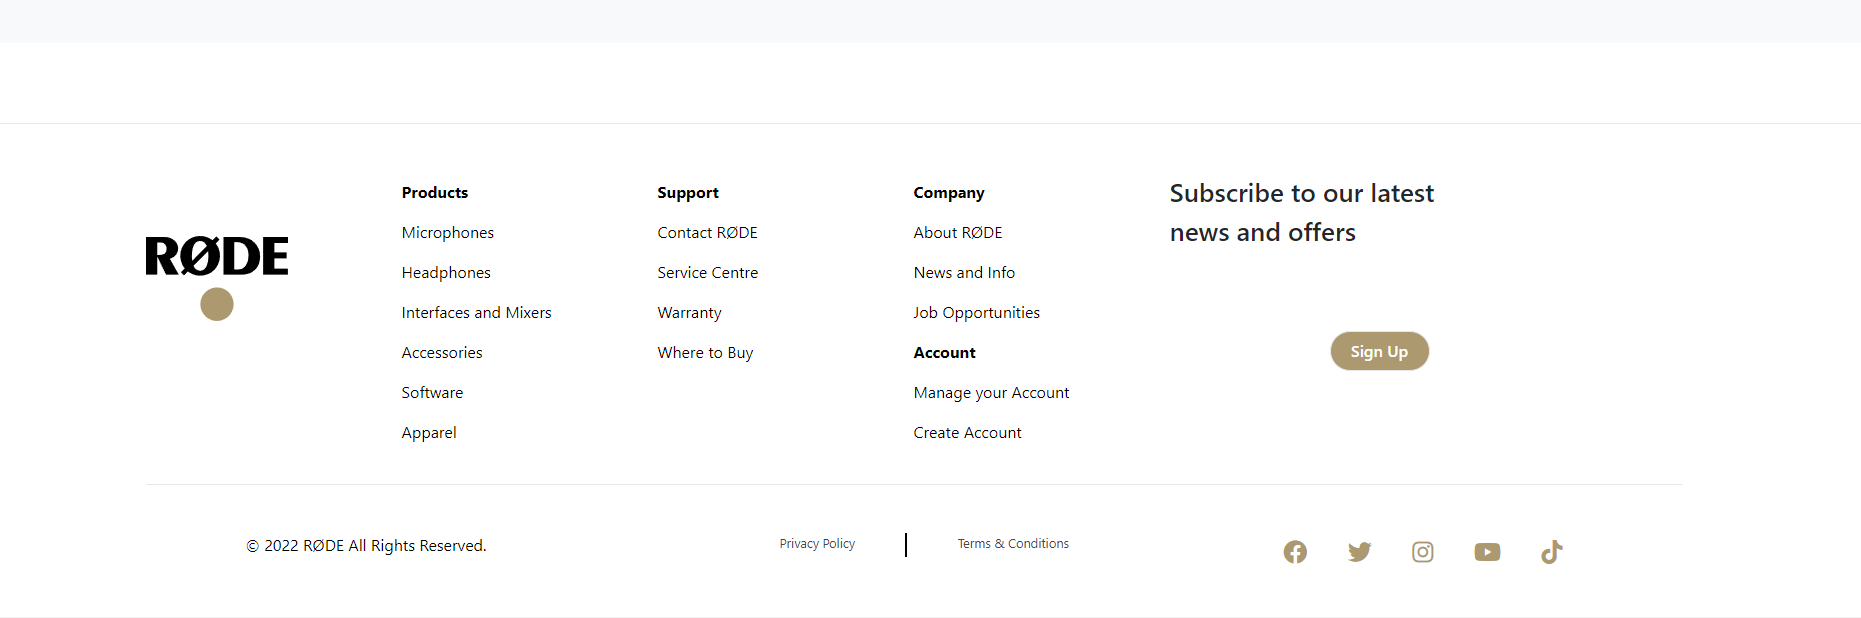 RØDE
Products
Microphones
Headphones
Interfaces and Mixers
Accessories
Software
Apparel
Support
Contact RØDE
Service Centre
Warranty
Where to Buy
Company
About RØDE
News and Info
Job Opportunities
Account
Manage your Account
Create Account
Subscribe to our latest
news and offers
Sign Up
© 2022 RØDE All Rights Reserved.
Privacy Policy
Terms & Conditions